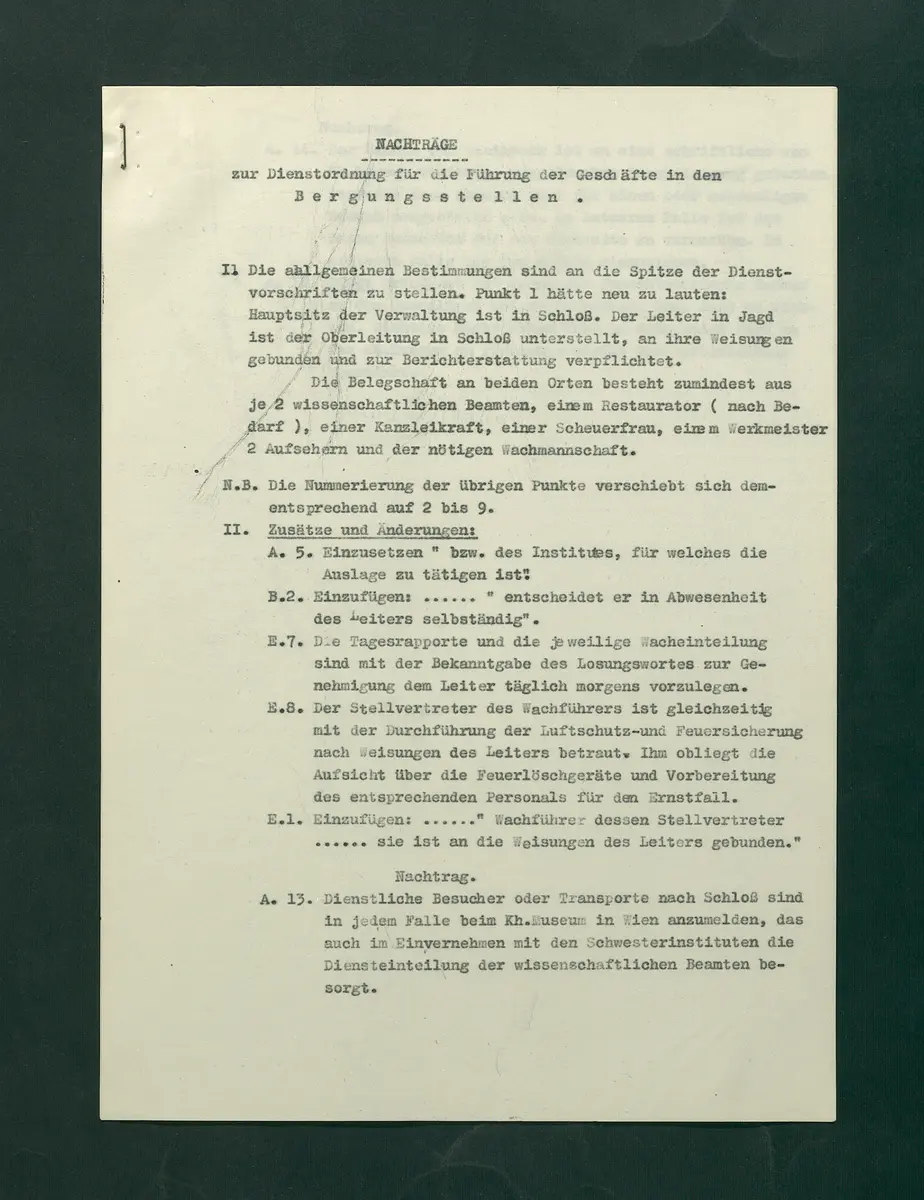 NACHTRÄGE
zur Dienstordnung für die Führung der Geschäfte in den
B e r g u n g s s t e l l e n .
I. Die allgemeinen Bestimmungen sind an die Spitze der Dienst-
vorschriften zu stellen. Punkt 1 hätte neu zu lauten:
Hauptsitz der Verwaltung ist in Schloß. Der Leiter in Jagd
ist der Oberleitung in Schloß unterstellt, an ihre Weisungen
gebunden und zur Berichterstattung verpflichtet.
Die Belegschaft an beiden Orten besteht zumindest aus
je 2 wissenschaftlichen Beamten, einem Restaurator ( nach Be-
darf ), einer Kanzleikraft, einer Scheuerfrau, einem Werkmeister
2 Aufsehern und der nötigen Wachmannschaft.
N.B. Die Nummerierung der übrigen Punkte verschiebt sich dem-
entsprechend auf 2 bis 9.
II. Zusätze und Änderungen:
A. 5. Einzusetzen " bzw. des Institutes, für welches die
Auslage zu tätigen ist".
B.2. Einzufügen: ...... " entscheidet er in Abwesenheit
des Leiters selbständig".
E.7. Die Tagesrapporte und die jeweilige Wacheinteilung
sind mit der Bekanntgabe des Losungswortes zur Ge-
nehmigung dem Leiter täglich morgens vorzulegen.
E.8. Der Stellvertreter des Wachführers ist gleichzeitig
mit der Durchführung der Luftschutz-und Feuersicherung
nach Weisungen des Leiters betraut. Ihm obliegt die
Aufsicht über die Feuerlöschgeräte und Vorbereitung
des entsprechenden Personals für den Ernstfall.
E.1. Einzufügen: ......" Wachführer dessen Stellvertreter
...... sie ist an die Weisungen des Leiters gebunden."
Nachtrag.
A. 13. Dienstliche Besucher oder Transporte nach Schloß sind
in jedem Falle beim Kh.Museum in Wien anzumelden, das
auch im Einvernehmen mit den Schwesterinstituten die
Diensteinteilung der wissenschaftlichen Beamten be-
sorgt.